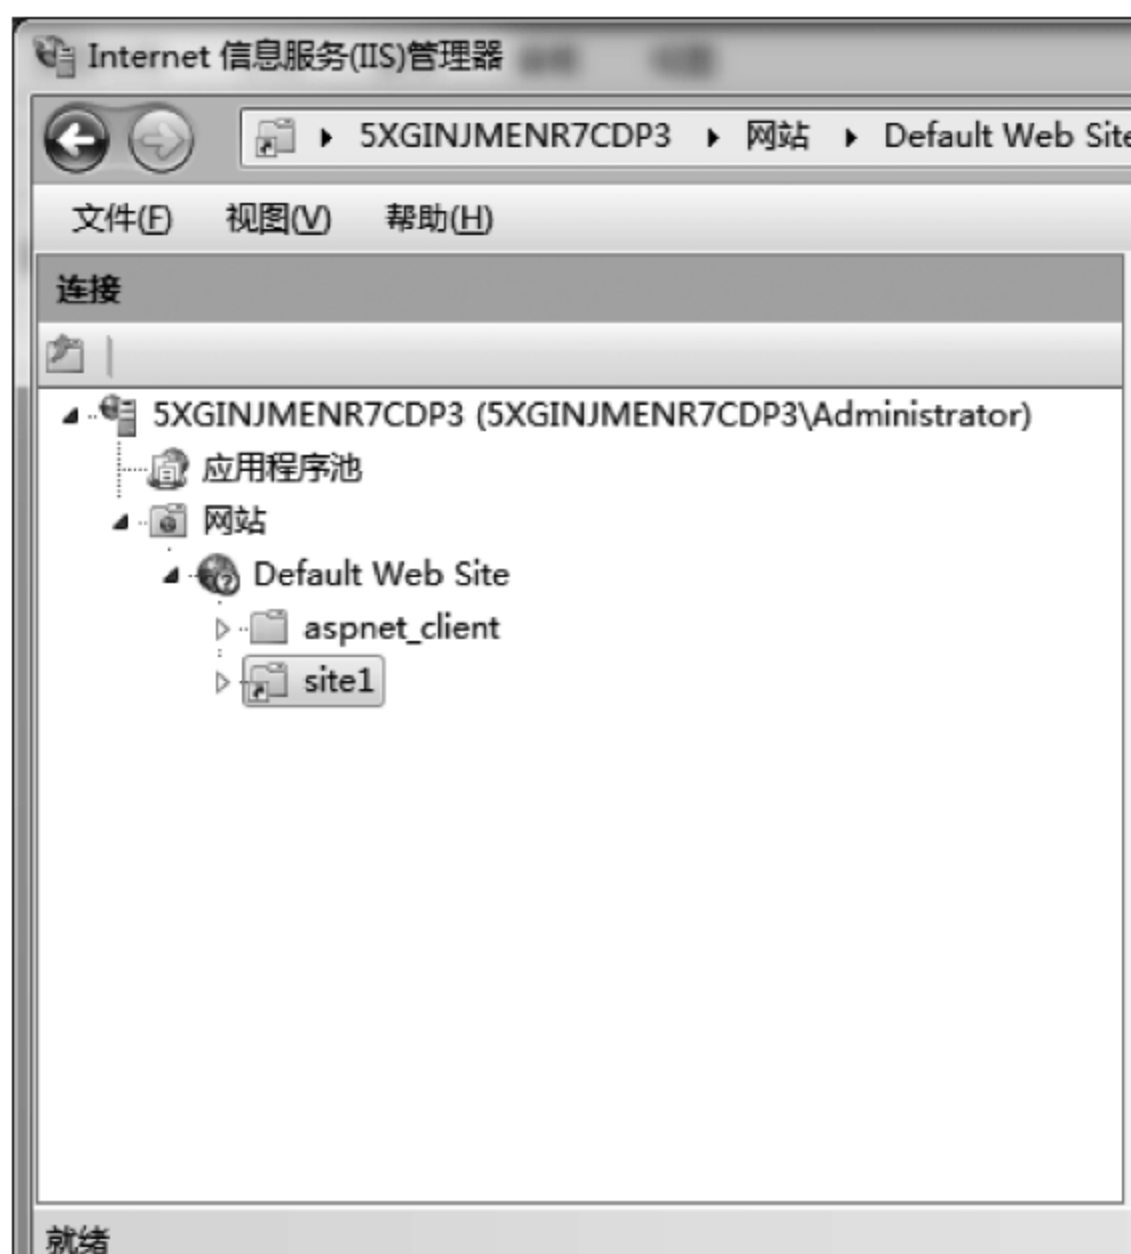 Internet 信息服务(IIS)管理器
5XGINJMENR7CDP3 网站 Default Web Site
文件(F) 视图(V) 帮助(H)
连接
5XGINJMENR7CDP3 (5XGINJMENR7CDP3\Administrator)
应用程序池
网站
Default Web Site
aspnet_client
site1
就绪